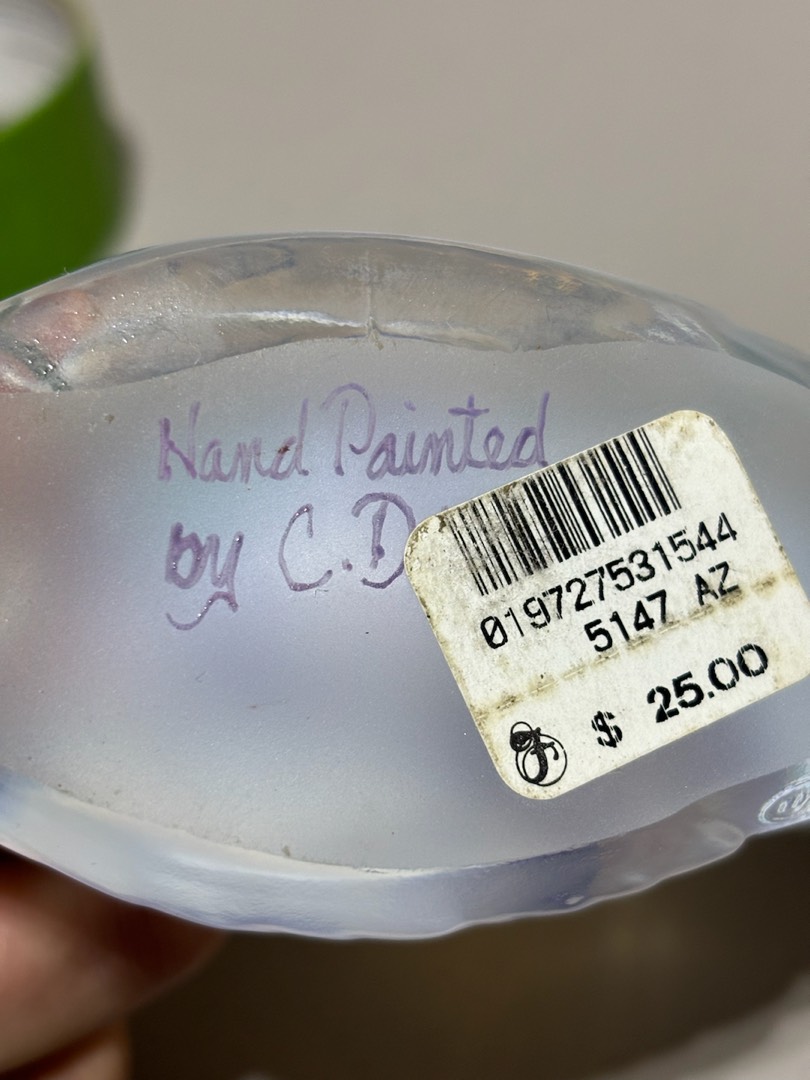 Hand Painted
by C.D
019727531544
5147 AZ
$ 25.00